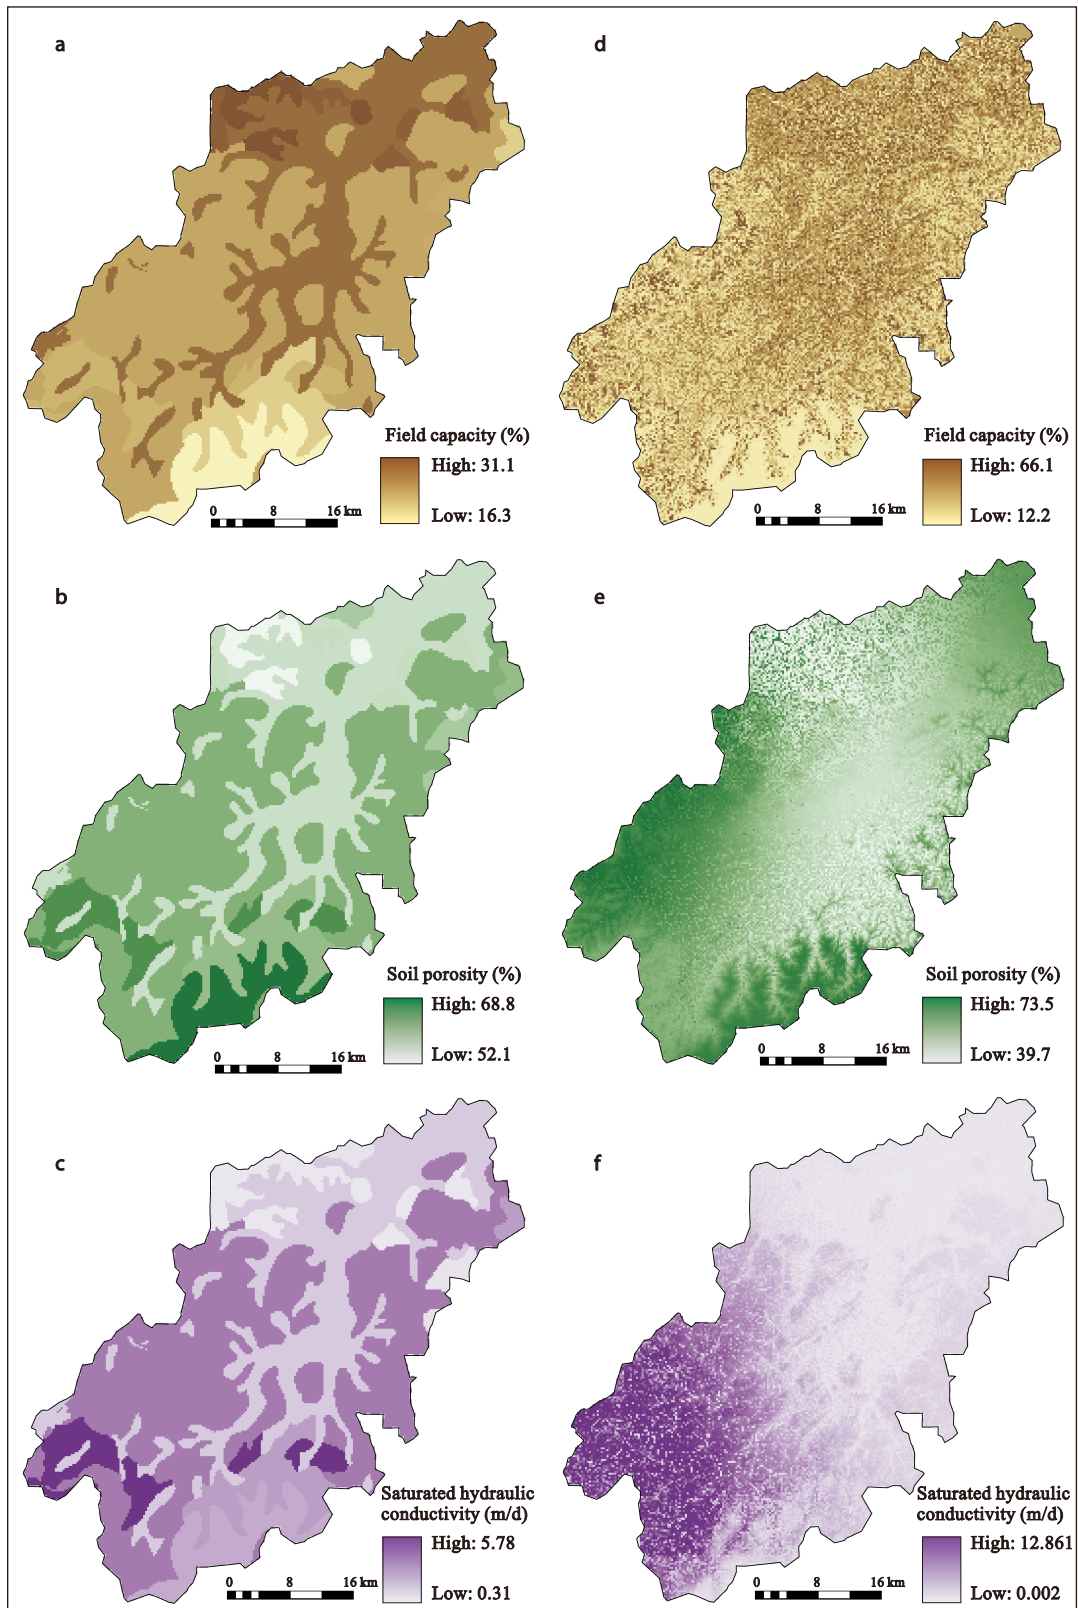 a
Field capacity (%)
High: 31.1
Low: 16.3
0 8 16 km
d
Field capacity (%)
High: 66.1
Low: 12.2
0 8 16 km
b
Soil porosity (%)
High: 68.8
Low: 52.1
0 8 16 km
e
Soil porosity (%)
High: 73.5
Low: 39.7
0 8 16 km
c
Saturated hydraulic
conductivity (m/d)
High: 5.78
Low: 0.31
0 8 16 km
f
Saturated hydraulic
conductivity (m/d)
High: 12.861
Low: 0.002
0 8 16 km